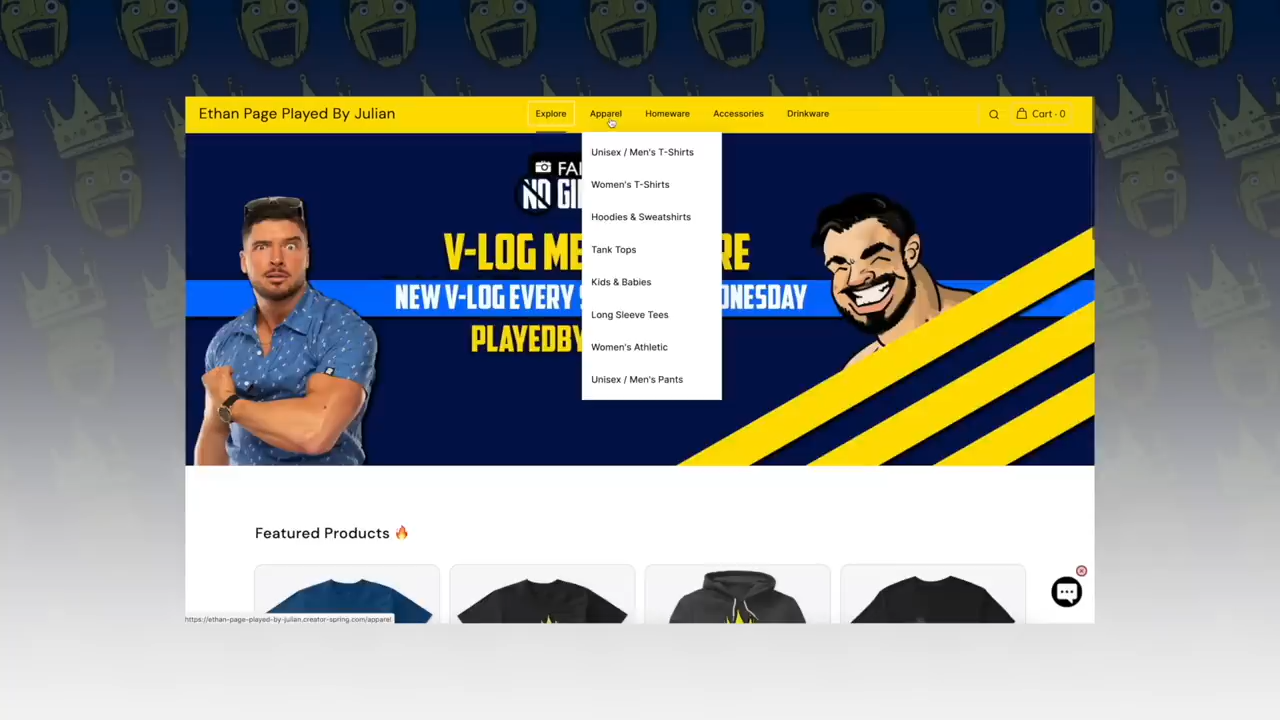 Ethan Page Played By Julian
Explore
Apparel
Homeware
Accessories
Drinkware
Cart · 0
Unisex / Men's T-Shirts
Women's T-Shirts
Hoodies & Sweatshirts
Tank Tops
Kids & Babies
Long Sleeve Tees
Women's Athletic
Unisex / Men's Pants
NO
V-LOG ME RE
NEW V-LOG EVERY
PLAYEDBY
Featured Products 🔥
https://ethan-page-played-by-julian.creator-spring.com/apparel